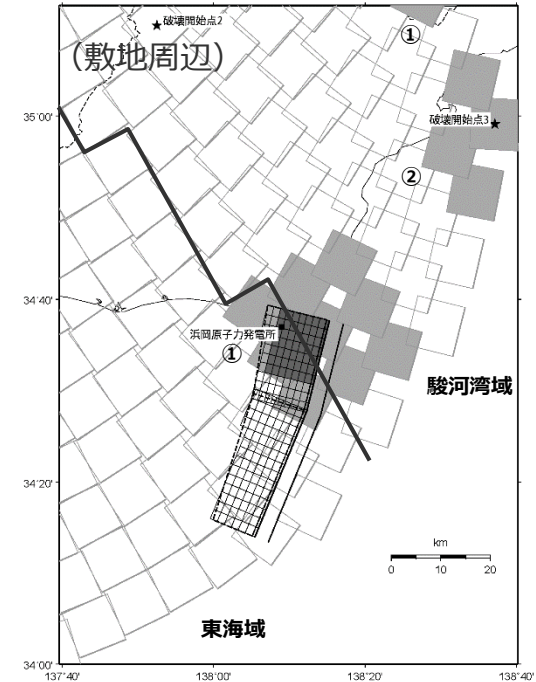 ★破壊開始点2
（敷地周辺）
①
35°00'
破壊開始点3★
②
34°40'
浜岡原子力発電所
①
駿河湾域
34°20'
km
0 10 20
東海域
34°00'
137°40' 138°00' 138°20' 138°40'